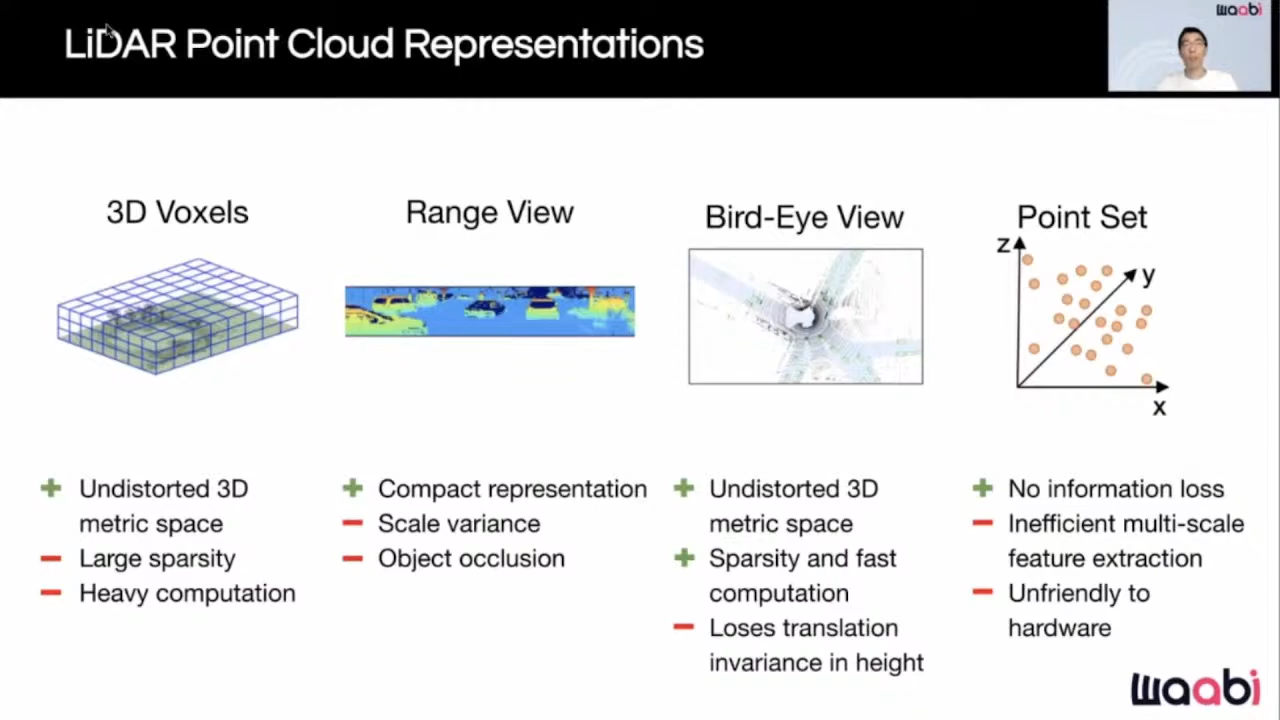 LiDAR Point Cloud Representations
waabi
3D Voxels
Range View
Bird-Eye View
Point Set
z
y
x
+ Undistorted 3D
metric space
− Large sparsity
− Heavy computation
+ Compact representation
− Scale variance
− Object occlusion
+ Undistorted 3D
metric space
+ Sparsity and fast
computation
− Loses translation
invariance in height
+ No information loss
− Inefficient multi-scale
feature extraction
− Unfriendly to
hardware
waabi